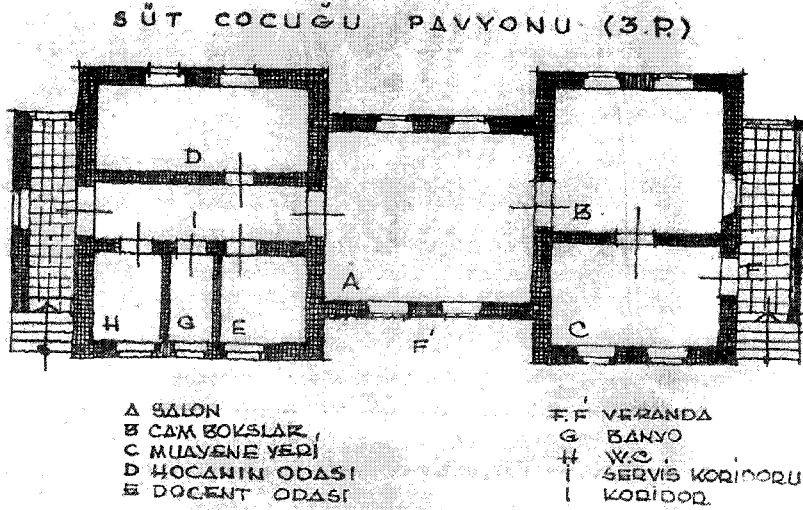 SÜT COCUĞU PAVYONU (3.P.)
D
I
B
A
F
H
G
E
F'
C
A SALON
B CAM BOKSLAR
C MUAYENE YERİ
D HOCANIN ODASI
E DOCENT ODASI
F.F' VERANDA
G BANYO
H W.C.
İ SERVİS KORİDORU
I KORİDOR